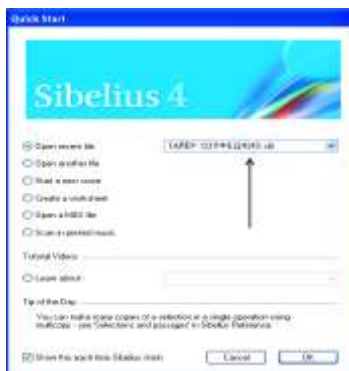 Quick Start
Sibelius 4
Open recent file
Open another file
Start a new score
Create a worksheet
Open a MIDI file
Scan in printed music
Tutorial Videos
Learn about
Tip of the Day
You can make many copies of a selection in a single operation using
multicopy - see 'Selections and passages' in Sibelius Reference.
Show this each time Sibelius starts
Cancel
OK